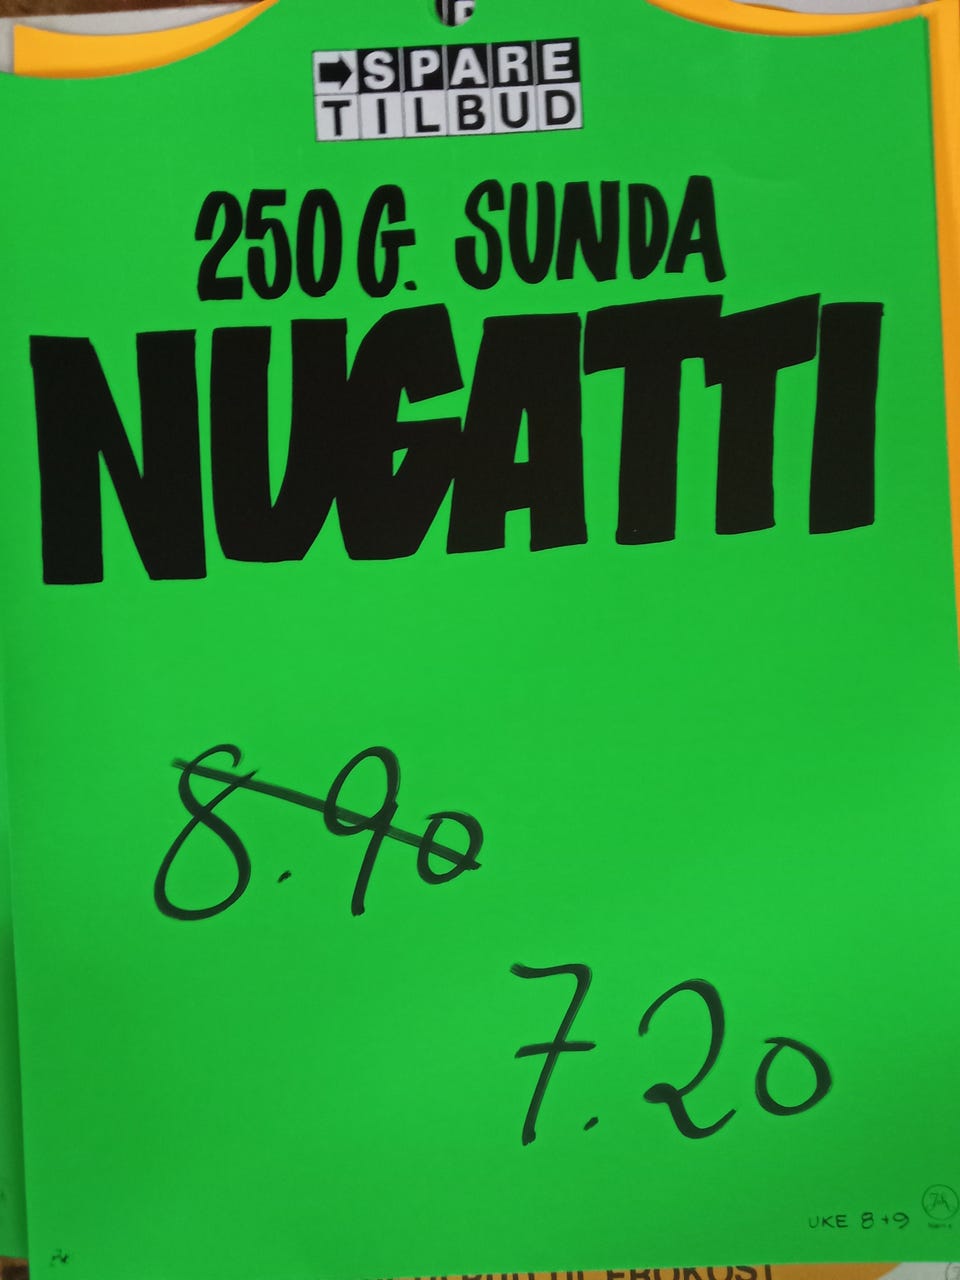 SPARE
TILBUD
250 G. SUNDA
NUGATTI
8.90
7.20
UKE 8+9